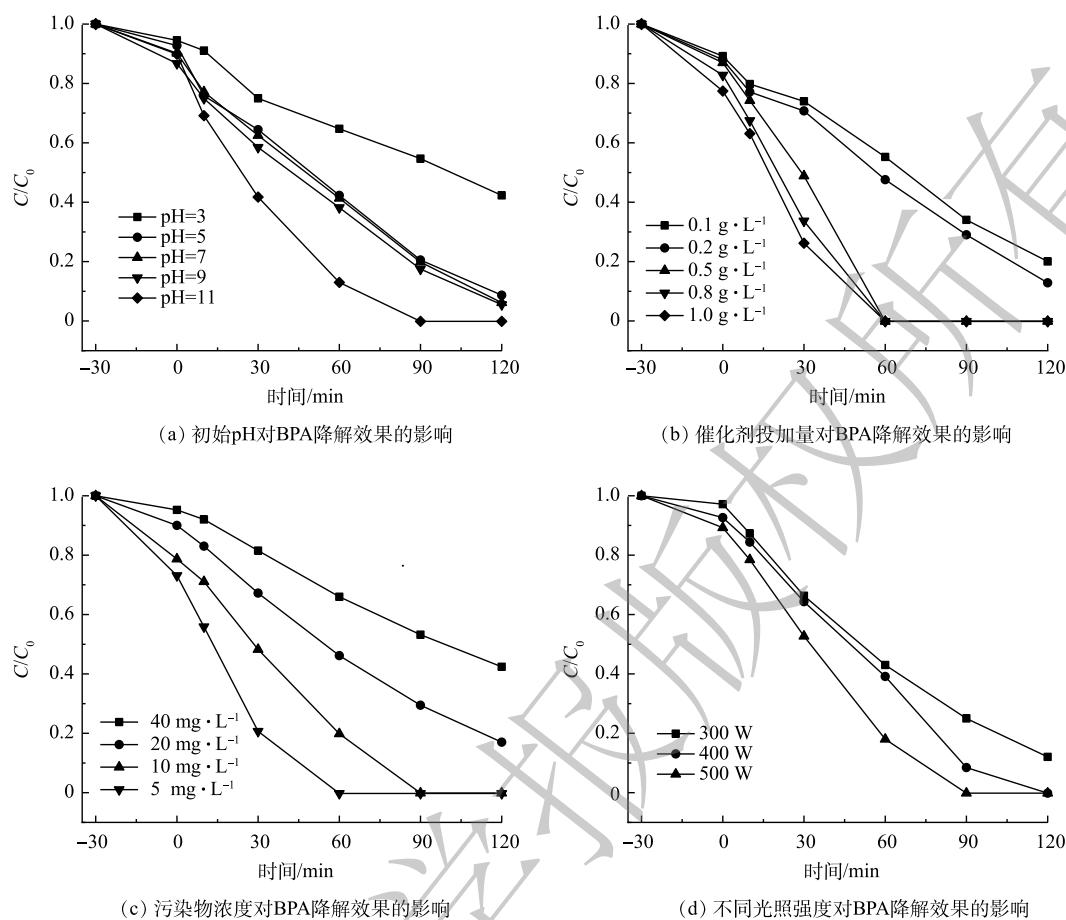 1.0
0.8
0.6
0.4
0.2
0
C/C₀
pH=3
pH=5
pH=7
pH=9
pH=11
−30 0 30 60 90 120
时间/min
(a) 初始pH对BPA降解效果的影响
1.0
0.8
0.6
0.4
0.2
0
C/C₀
0.1 g·L⁻¹
0.2 g·L⁻¹
0.5 g·L⁻¹
0.8 g·L⁻¹
1.0 g·L⁻¹
−30 0 30 60 90 120
时间/min
(b) 催化剂投加量对BPA降解效果的影响
1.0
0.8
0.6
0.4
0.2
0
C/C₀
40 mg·L⁻¹
20 mg·L⁻¹
10 mg·L⁻¹
5 mg·L⁻¹
−30 0 30 60 90 120
时间/min
(c) 污染物浓度对BPA降解效果的影响
1.0
0.8
0.6
0.4
0.2
0
C/C₀
300 W
400 W
500 W
−30 0 30 60 90 120
时间/min
(d) 不同光照强度对BPA降解效果的影响
学报版权所有